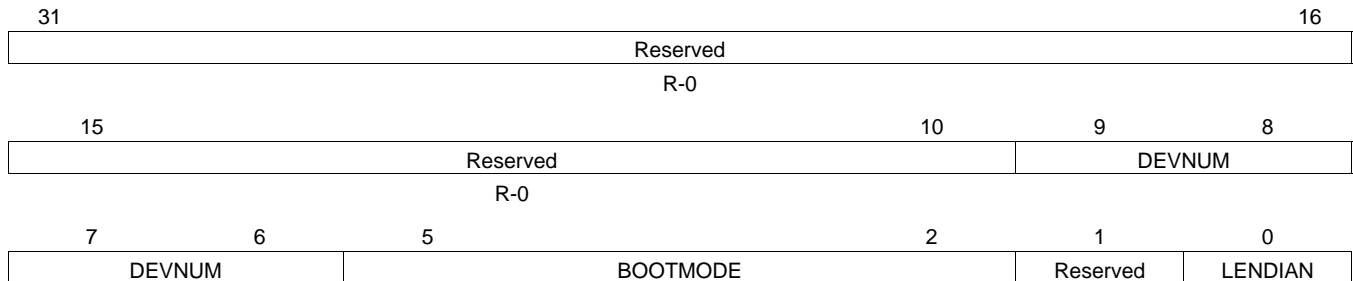 31 16
Reserved
R-0
15 10 9 8
Reserved DEVNUM
R-0
7 6 5 2 1 0
DEVNUM BOOTMODE Reserved LENDIAN